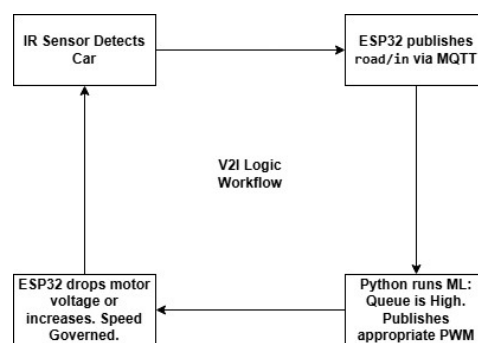 IR Sensor Detects
Car
ESP32 publishes
road/in via MQTT
V2I Logic
Workflow
ESP32 drops motor
voltage or
increases. Speed
Governed.
Python runs ML:
Queue is High.
Publishes
appropriate PWM